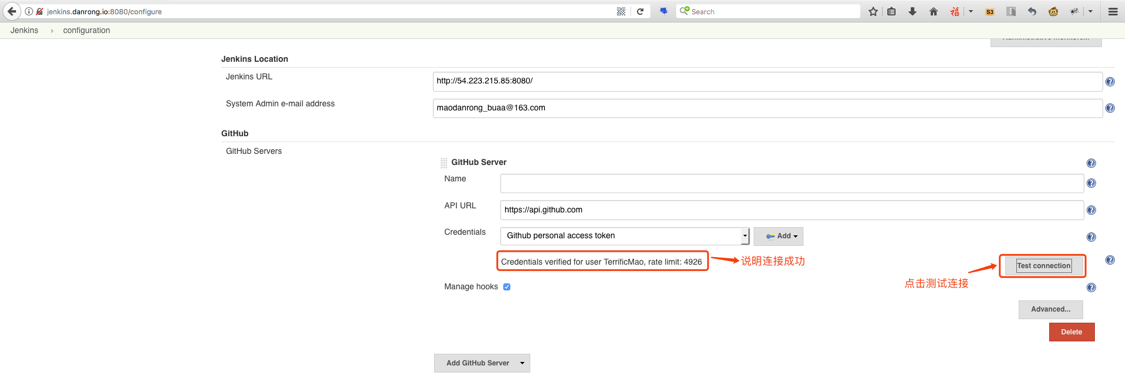 jenkins.danrong.io:8080/configure
Search
Jenkins › configuration
Jenkins Location
Jenkins URL
http://54.223.215.85:8080/
System Admin e-mail address
maodanrong_buaa@163.com
GitHub
GitHub Servers
GitHub Server
Name
API URL
https://api.github.com
Credentials
Github personal access token
Add
Credentials verified for user TerrificMao, rate limit: 4926
说明连接成功
Test connection
点击测试连接
Manage hooks
Advanced...
Delete
Add GitHub Server